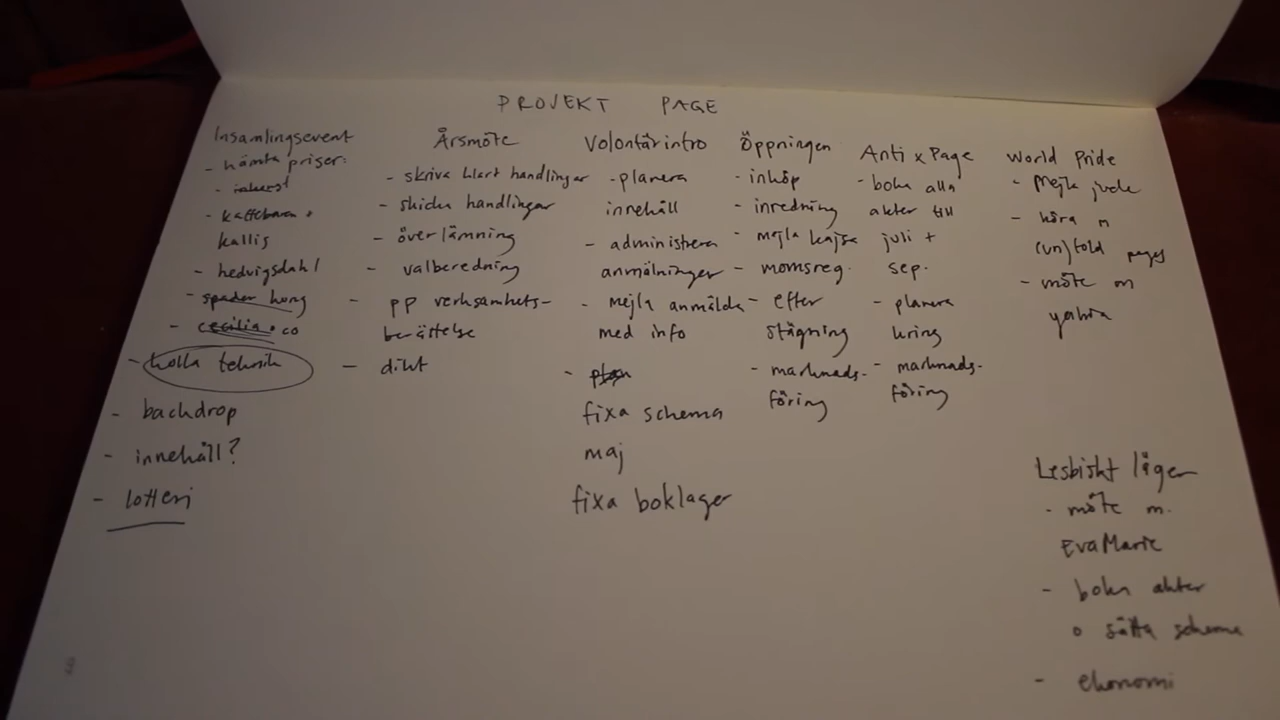 PROJEKT PAGE
Insamlingsevent
- hämta priser:
- kaffebaren
kallis
- hedvigsdahl
- spader kong
- cecilia • co
- kolla teknik
- backdrop
- innehåll?
- lotteri
Årsmöte
- skriva klart handlingar
- skicka handlingar
- överlämning
- valberedning
- pp verksamhets-
berättelse
- dikt
Volontärintro
- planera
innehåll
- administrera
anmälningar
- mejla anmälda
med info
- plan
fixa schema
maj
fixa boklager
Öppningen
- inköp
- inredning
- mejla kajsa
- momsreg.
- efter
stägning
- marknads-
föring
Anti x Page
- boka alla
akter till
juli +
sep.
- planera
kring
- marknads-
föring
World Pride
- Mejla jude
- höra m
(un)fold pages
- möte m
Lesbiskt läger
- möte m.
EvaMarie
- boka akter
o sätta schema
- ekonomi